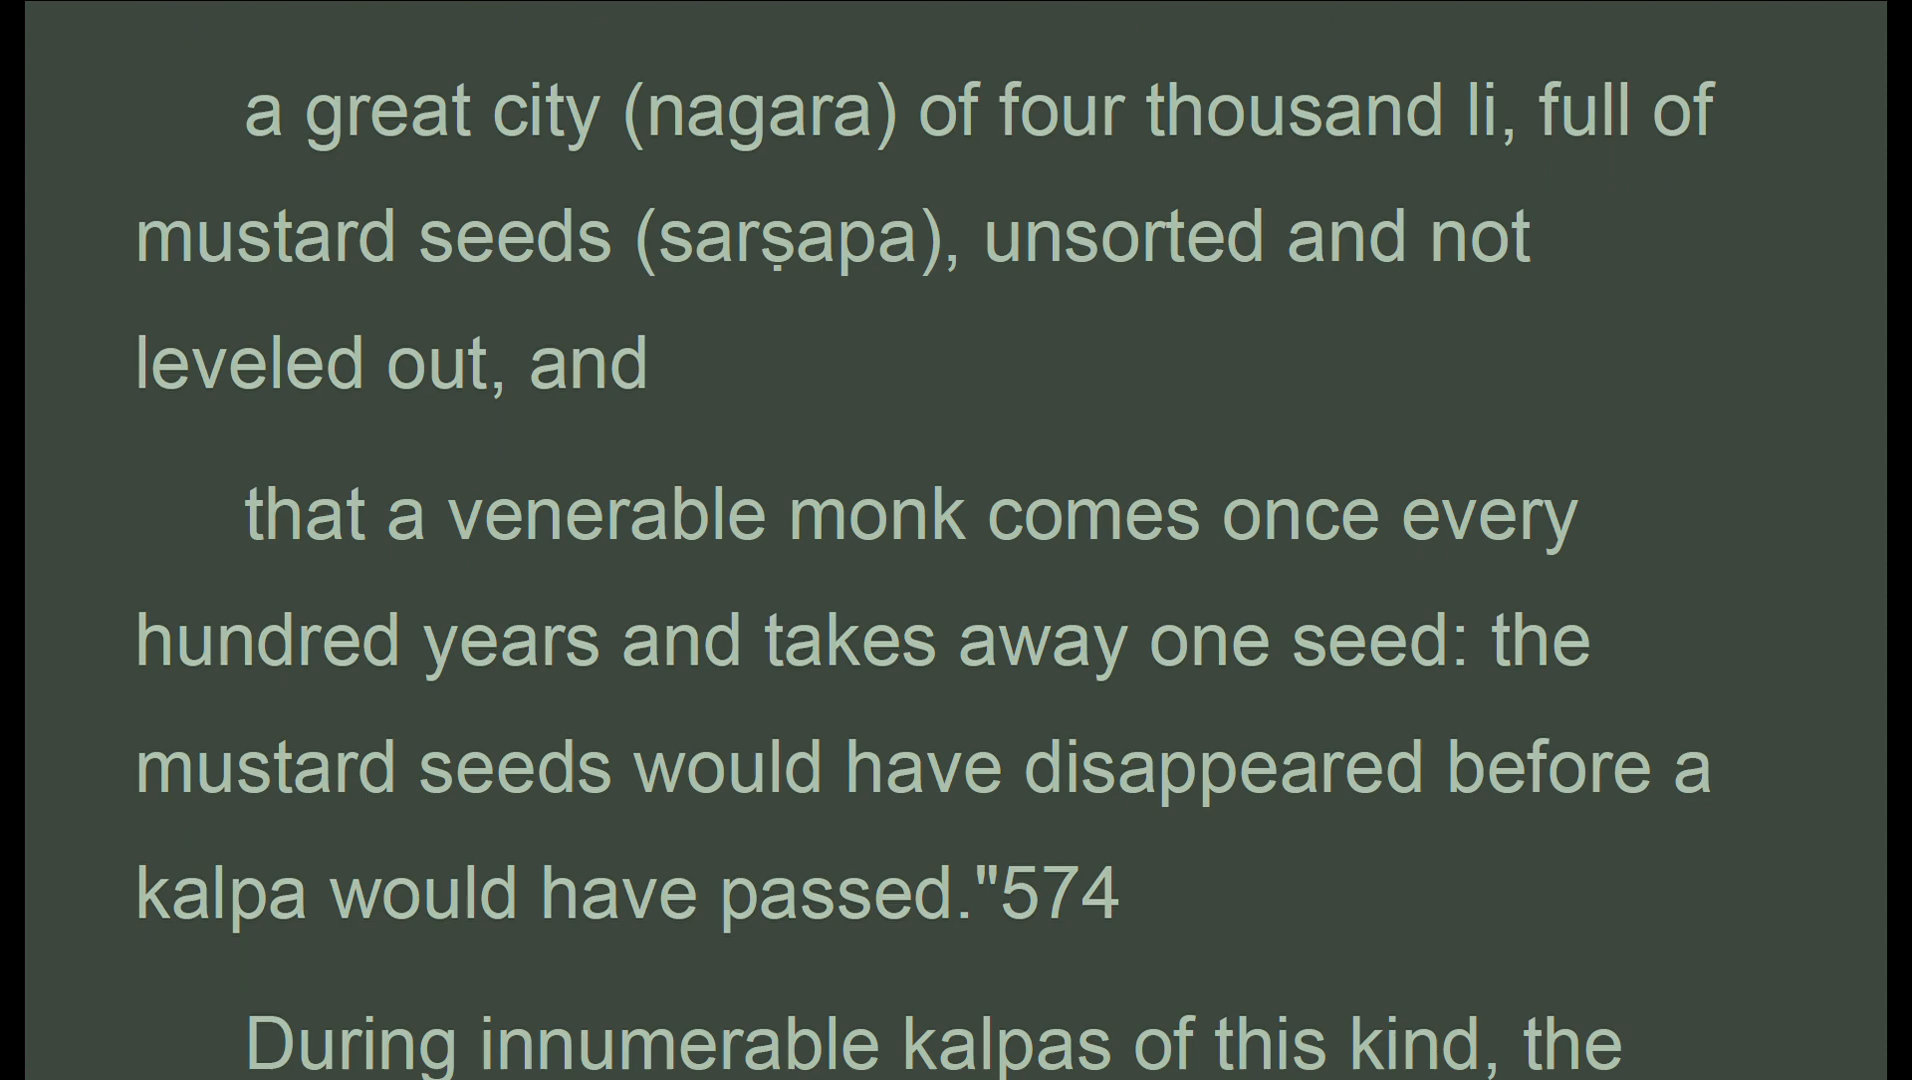 a great city (nagara) of four thousand li, full of
mustard seeds (sarṣapa), unsorted and not
leveled out, and
that a venerable monk comes once every
hundred years and takes away one seed: the
mustard seeds would have disappeared before a
kalpa would have passed."574
During innumerable kalpas of this kind, the